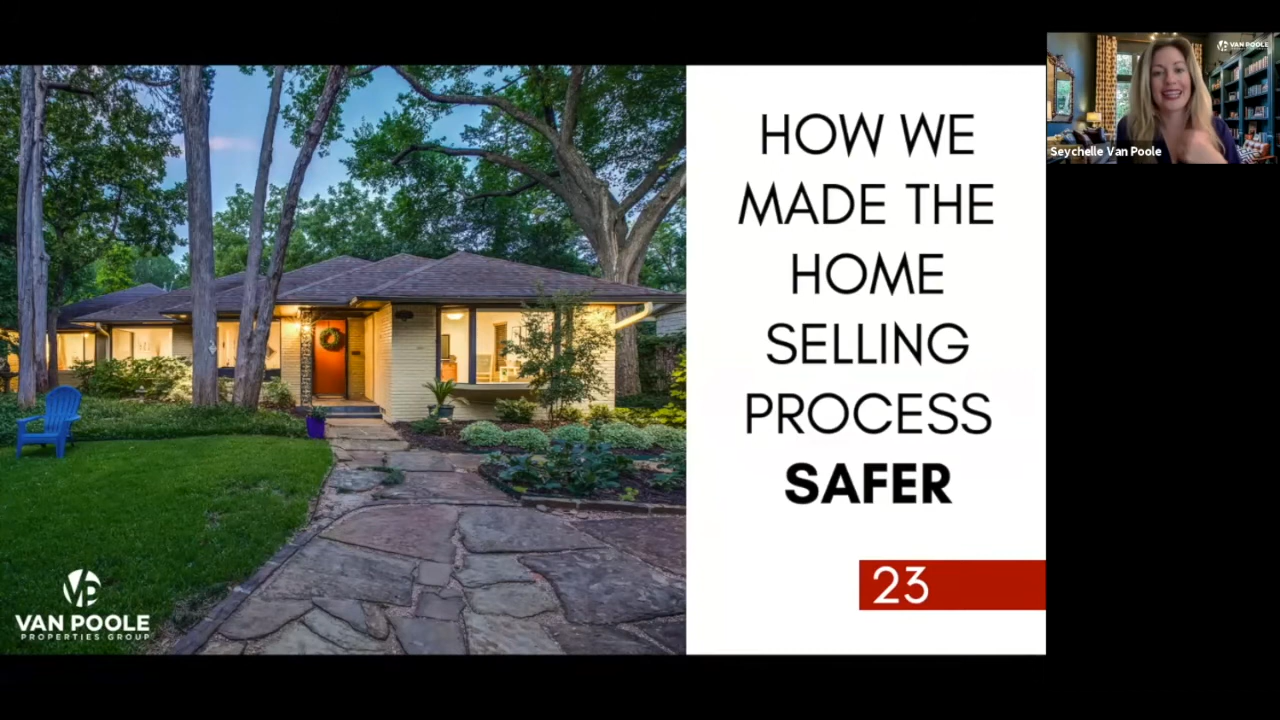 HOW WE
MADE THE
HOME
SELLING
PROCESS
SAFER
23
VAN POOLE
PROPERTIES GROUP
VAN POOLE
Seychelle Van Poole